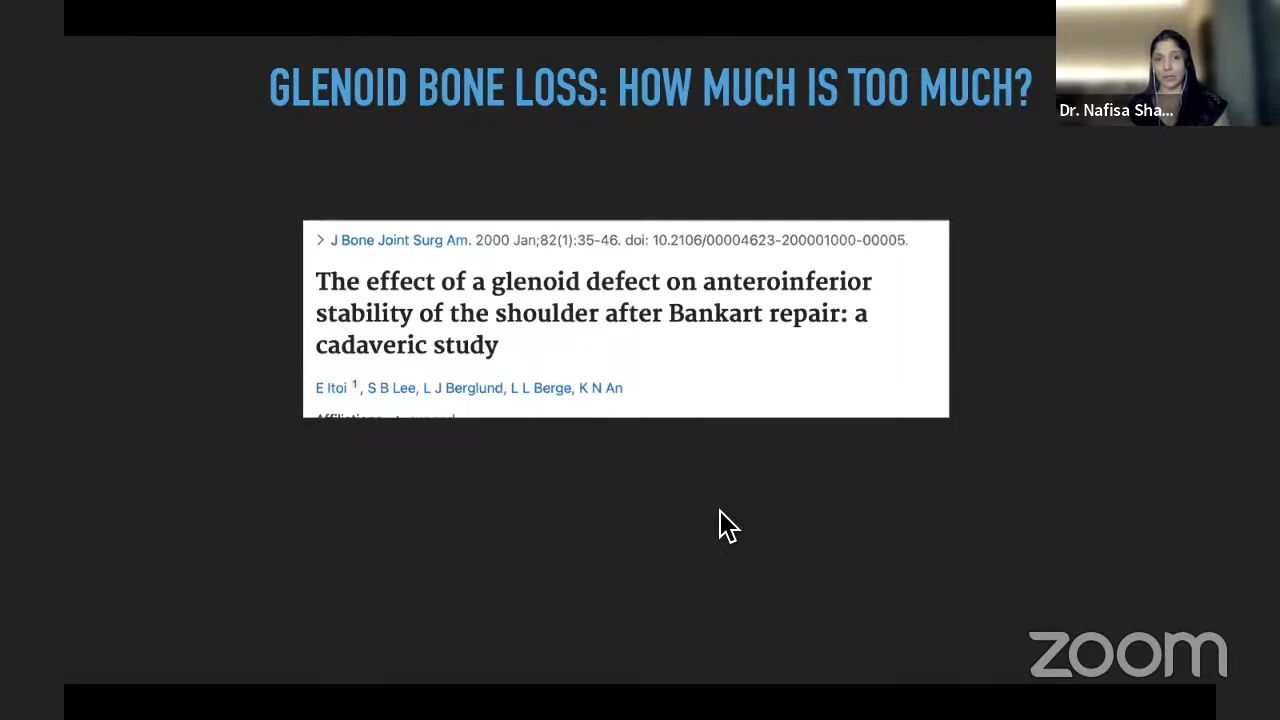 GLENOID BONE LOSS: HOW MUCH IS TOO MUCH?
Dr. Nafisa Sha...
> J Bone Joint Surg Am. 2000 Jan;82(1):35-46. doi: 10.2106/00004623-200001000-00005.
The effect of a glenoid defect on anteroinferior
stability of the shoulder after Bankart repair: a
cadaveric study
E Itoi 1, S B Lee, L J Berglund, L L Berge, K N An
zoom